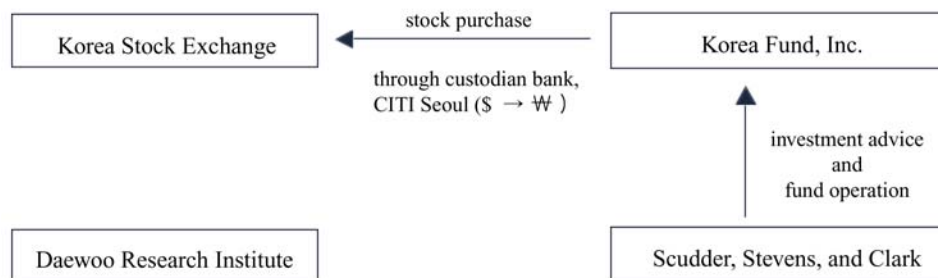 stock purchase
Korea Stock Exchange
Korea Fund, Inc.
through custodian bank,
CITI Seoul ($ → ₩ )
investment advice
and
fund operation
Daewoo Research Institute
Scudder, Stevens, and Clark